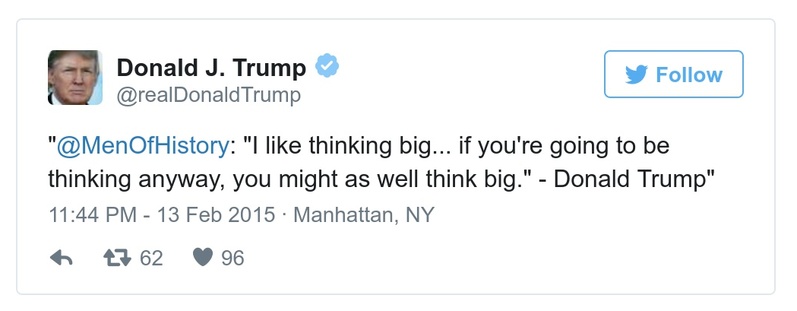 Donald J. Trump
@realDonaldTrump
Follow
"@MenOfHistory: "I like thinking big... if you're going to be
thinking anyway, you might as well think big." - Donald Trump"
11:44 PM - 13 Feb 2015 · Manhattan, NY
62 96